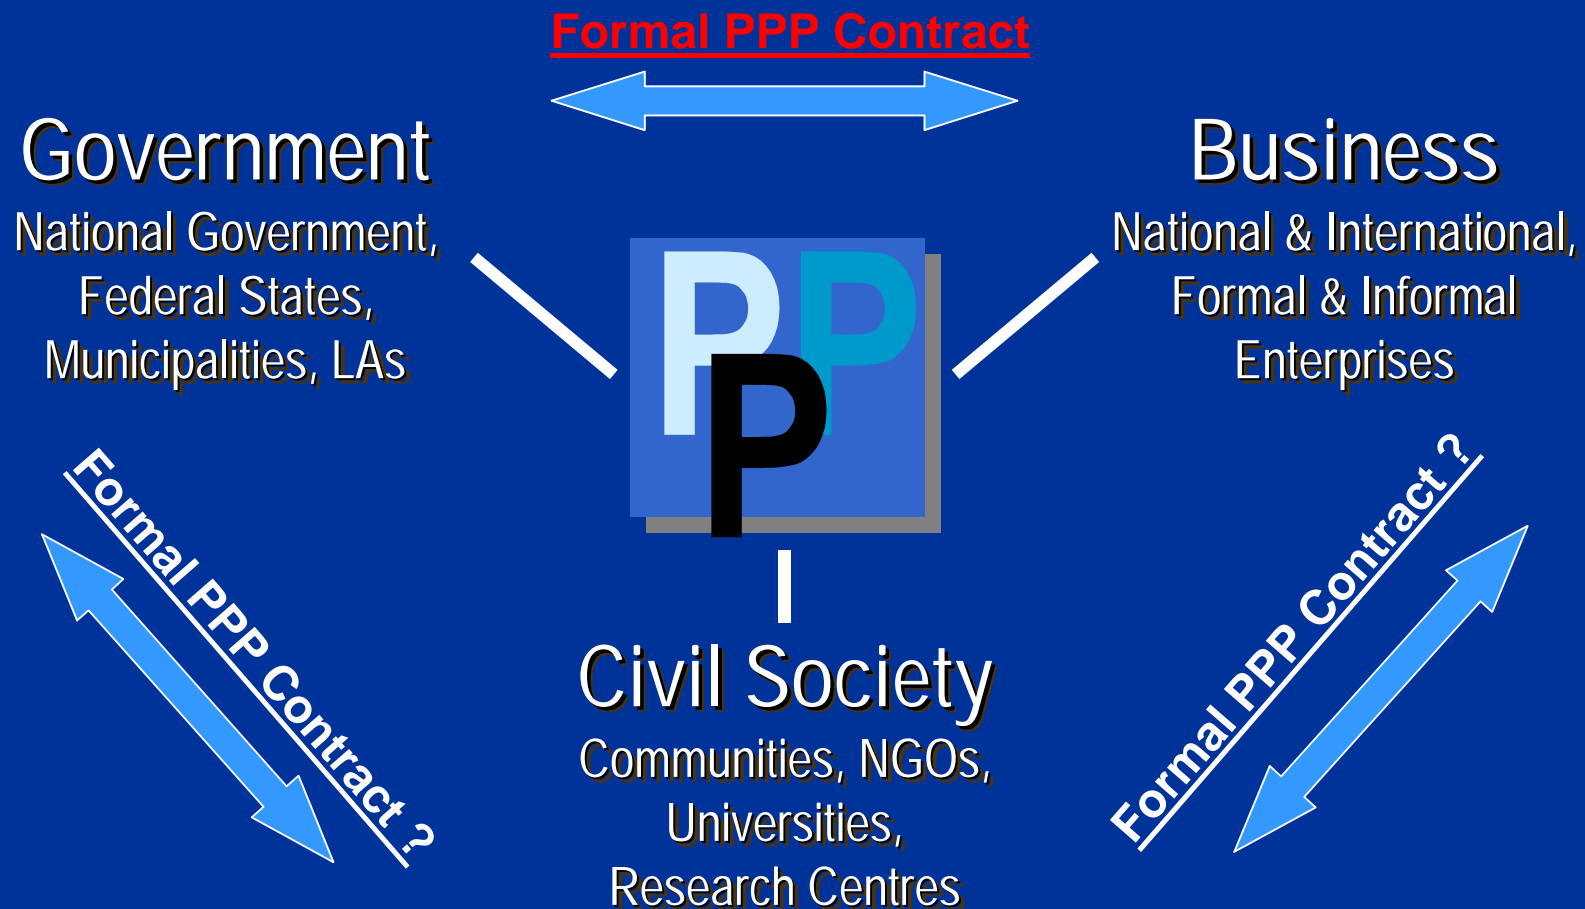 Formal PPP Contract
Government
National Government,
Federal States,
Municipalities, LAs
Business
National & International,
Formal & Informal
Enterprises
PPP
Formal PPP Contract ?
Formal PPP Contract ?
Civil Society
Communities, NGOs,
Universities,
Research Centres